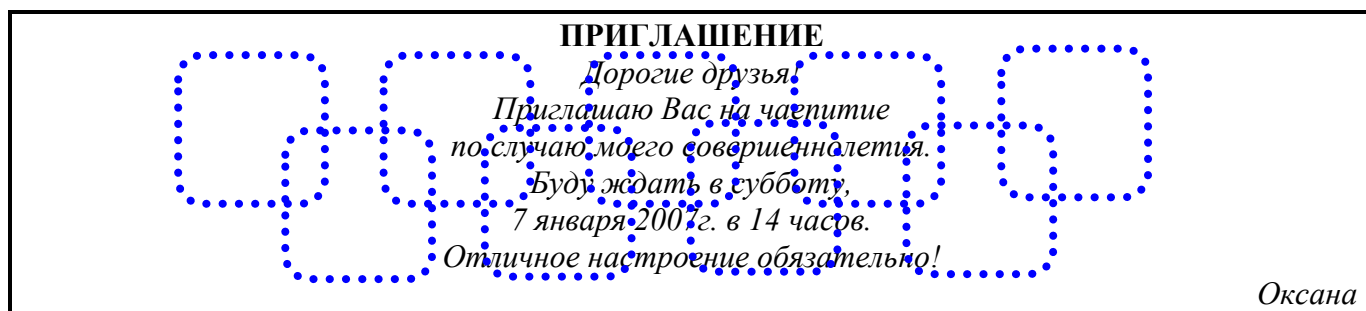 ПРИГЛАШЕНИЕ
Дорогие друзья!
Приглашаю Вас на чаепитие
по случаю моего совершеннолетия.
Буду ждать в субботу,
7 января 2007г. в 14 часов.
Отличное настроение обязательно!
Оксана